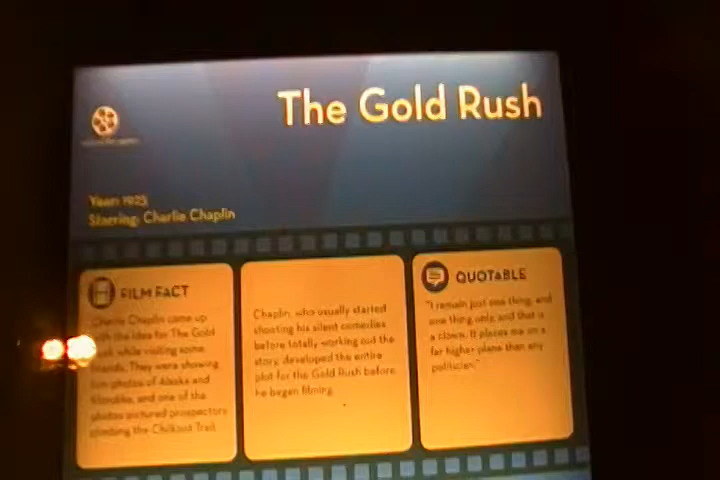 The Gold Rush
Year: 1925
Starring: Charlie Chaplin
FILM FACT
Charlie Chaplin came up
with the idea for The Gold
Rush while visiting some
friends. They were showing
him photos of Alaska and
Klondike, and one of the
photos pictured prospectors
climbing the Chilkoot Trail.
Chaplin, who usually started
shooting his silent comedies
before totally working out the
story, developed the entire
plot for the Gold Rush before
he began filming.
QUOTABLE
"I remain just one thing, and
one thing only, and that is
a clown. It places me on a
far higher plane than any
politician."